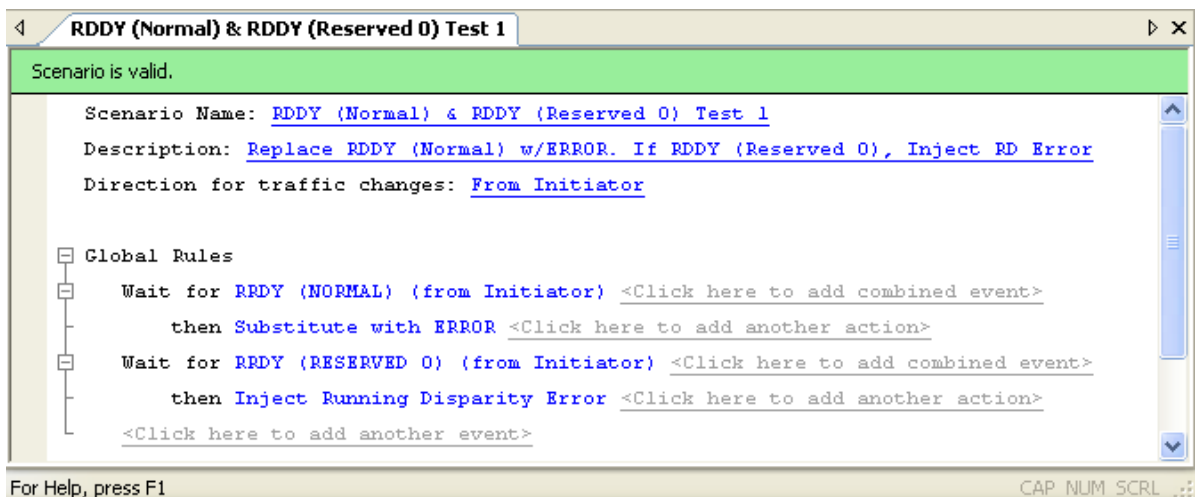 RDDY (Normal) & RDDY (Reserved 0) Test 1
Scenario is valid.
Scenario Name: RDDY (Normal) & RDDY (Reserved 0) Test 1
Description: Replace RDDY (Normal) w/ERROR. If RDDY (Reserved 0), Inject RD Error
Direction for traffic changes: From Initiator
Global Rules
Wait for RRDY (NORMAL) (from Initiator) <Click here to add combined event>
then Substitute with ERROR <Click here to add another action>
Wait for RRDY (RESERVED 0) (from Initiator) <Click here to add combined event>
then Inject Running Disparity Error <Click here to add another action>
<Click here to add another event>
For Help, press F1 CAP NUM SCRL